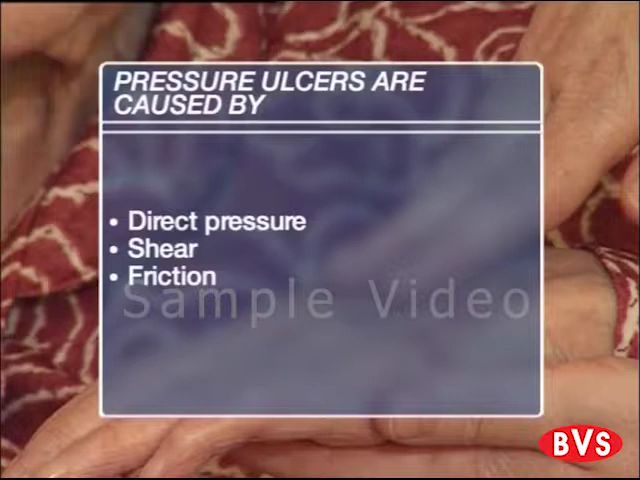 PRESSURE ULCERS ARE
CAUSED BY
• Direct pressure
• Shear
• Friction
Sample Video
BVS